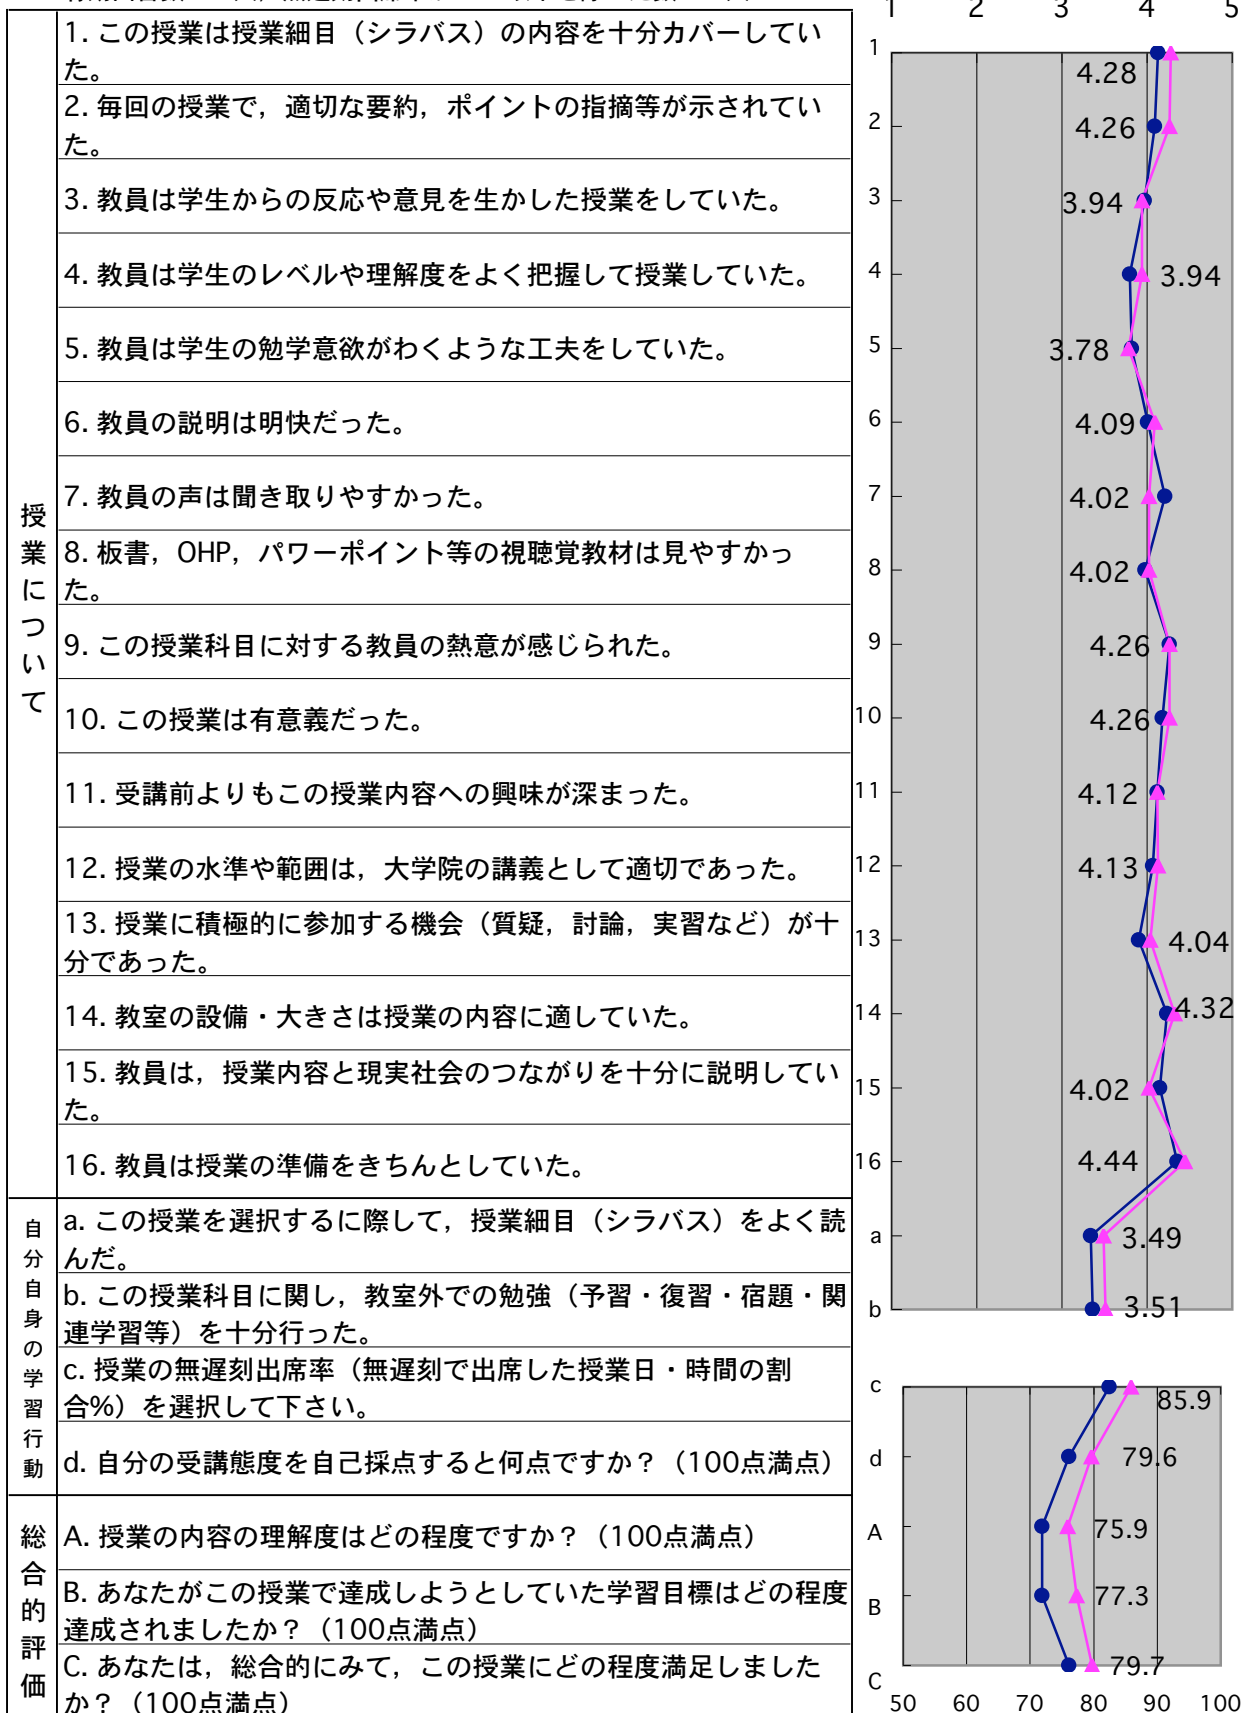 1 2 3 4 5
授業について
1. この授業は授業細目（シラバス）の内容を十分カバーしてい
た。
2. 毎回の授業で，適切な要約，ポイントの指摘等が示されてい
た。
3. 教員は学生からの反応や意見を生かした授業をしていた。
4. 教員は学生のレベルや理解度をよく把握して授業していた。
5. 教員は学生の勉学意欲がわくような工夫をしていた。
6. 教員の説明は明快だった。
7. 教員の声は聞き取りやすかった。
8. 板書，OHP，パワーポイント等の視聴覚教材は見やすかっ
た。
9. この授業科目に対する教員の熱意が感じられた。
10. この授業は有意義だった。
11. 受講前よりもこの授業内容への興味が深まった。
12. 授業の水準や範囲は，大学院の講義として適切であった。
13. 授業に積極的に参加する機会（質疑，討論，実習など）が十
分であった。
14. 教室の設備・大きさは授業の内容に適していた。
15. 教員は，授業内容と現実社会のつながりを十分に説明してい
た。
16. 教員は授業の準備をきちんとしていた。
自分自身の学習行動
a. この授業を選択するに際して，授業細目（シラバス）をよく読
んだ。
b. この授業科目に関し，教室外での勉強（予習・復習・宿題・関
連学習等）を十分行った。
c. 授業の無遅刻出席率（無遅刻で出席した授業日・時間の割
合%）を選択して下さい。
d. 自分の受講態度を自己採点すると何点ですか？（100点満点）
総合的評価
A. 授業の内容の理解度はどの程度ですか？（100点満点）
B. あなたがこの授業で達成しようとしていた学習目標はどの程度
達成されましたか？（100点満点）
C. あなたは，総合的にみて，この授業にどの程度満足しました
か？（100点満点）
1 4.28
2 4.26
3 3.94
4 3.94
5 3.78
6 4.09
7 4.02
8 4.02
9 4.26
10 4.26
11 4.12
12 4.13
13 4.04
14 4.32
15 4.02
16 4.44
a 3.49
b 3.51
c 85.9
d 79.6
A 75.9
B 77.3
C 79.7
50 60 70 80 90 100